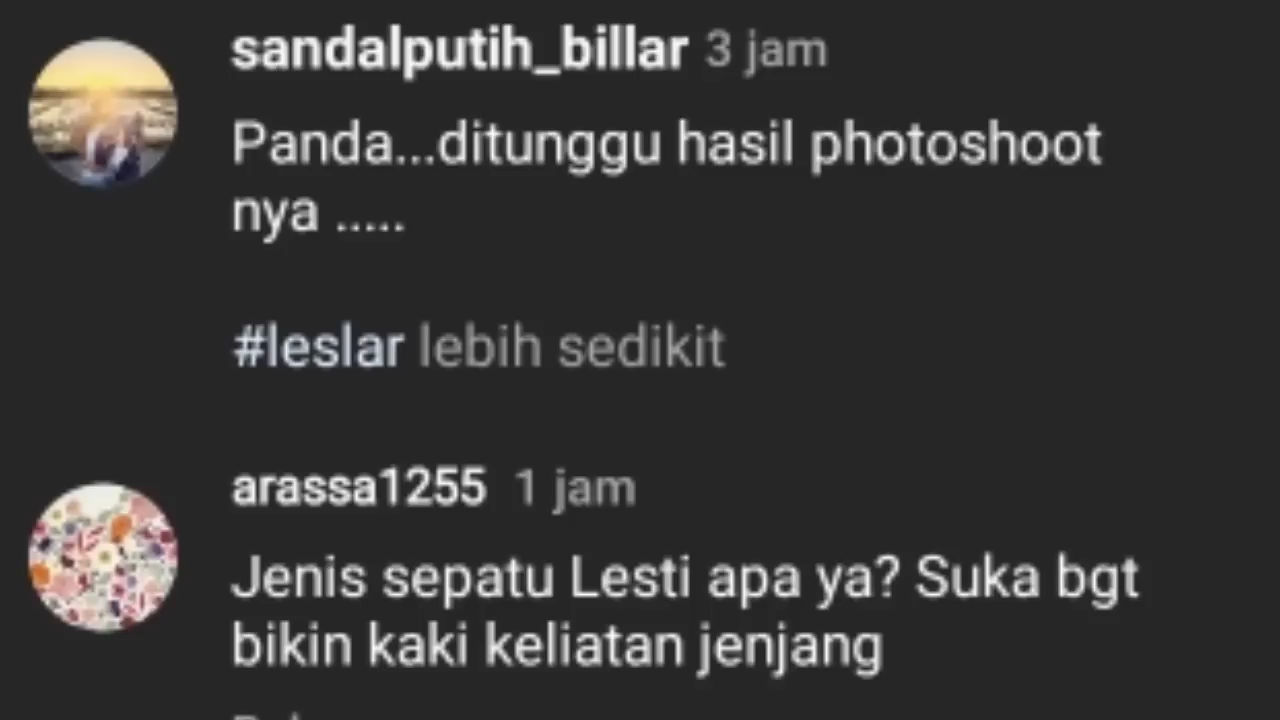 sandalputih_billar 3 jam
Panda...ditunggu hasil photoshoot
nya .....
#leslar lebih sedikit
arassa1255 1 jam
Jenis sepatu Lesti apa ya? Suka bgt
bikin kaki keliatan jenjang